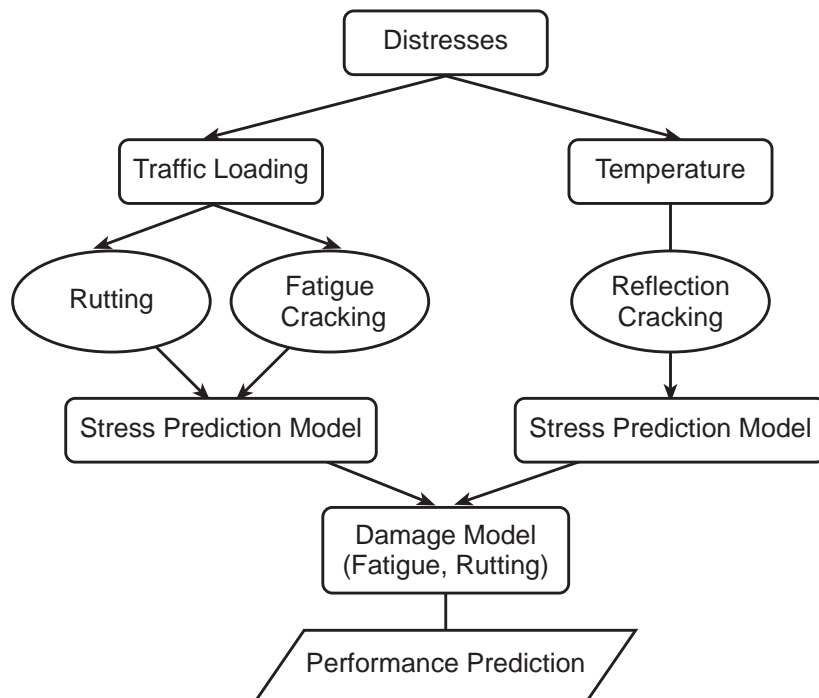 Distresses
Traffic Loading
Temperature
Rutting
Fatigue
Cracking
Reflection
Cracking
Stress Prediction Model
Stress Prediction Model
Damage Model
(Fatigue, Rutting)
Performance Prediction